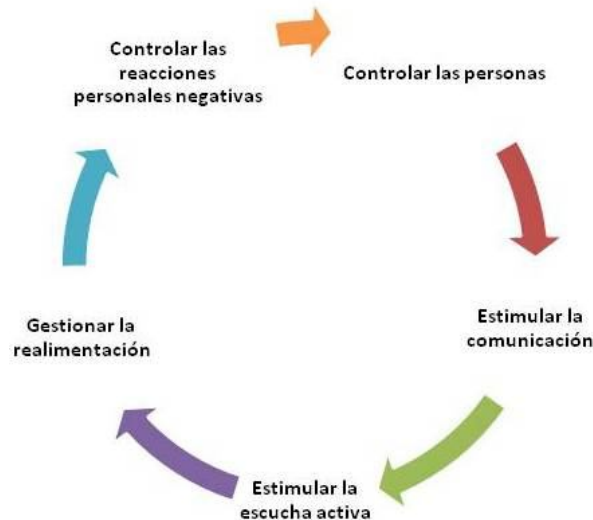 Controlar las
reacciones
personales negativas
Controlar las personas
Estimular la
comunicación
Estimular la
escucha activa
Gestionar la
realimentación